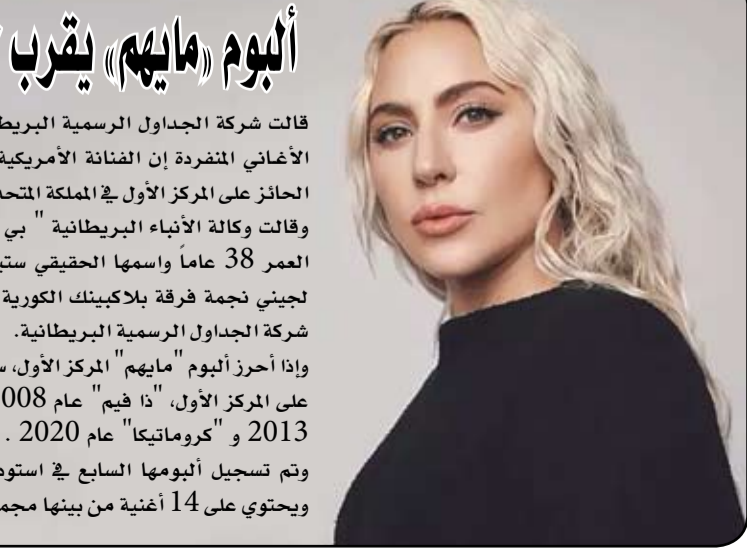 ألبوم «مايهم» يقرب
قالت شركة الجداول الرسمية البريطا
الأغاني المنفردة إن الفنانة الأمريكية
الحائز على المركز الأول في المملكة المتحد
وقالت وكالة الأنباء البريطانية " بي
العمر 38 عاماً واسمها الحقيقي ستي
لجيني نجمة فرقة بلاكبينك الكورية
شركة الجداول الرسمية البريطانية.
وإذا أحرز ألبوم "مايهم" المركز الأول، س
على المركز الأول، "ذا فيم" عام 008
2013 و "كروماتيكا" عام 2020 .
وتم تسجيل ألبومها السابع في استود
ويحتوي على 14 أغنية من بينها مجم